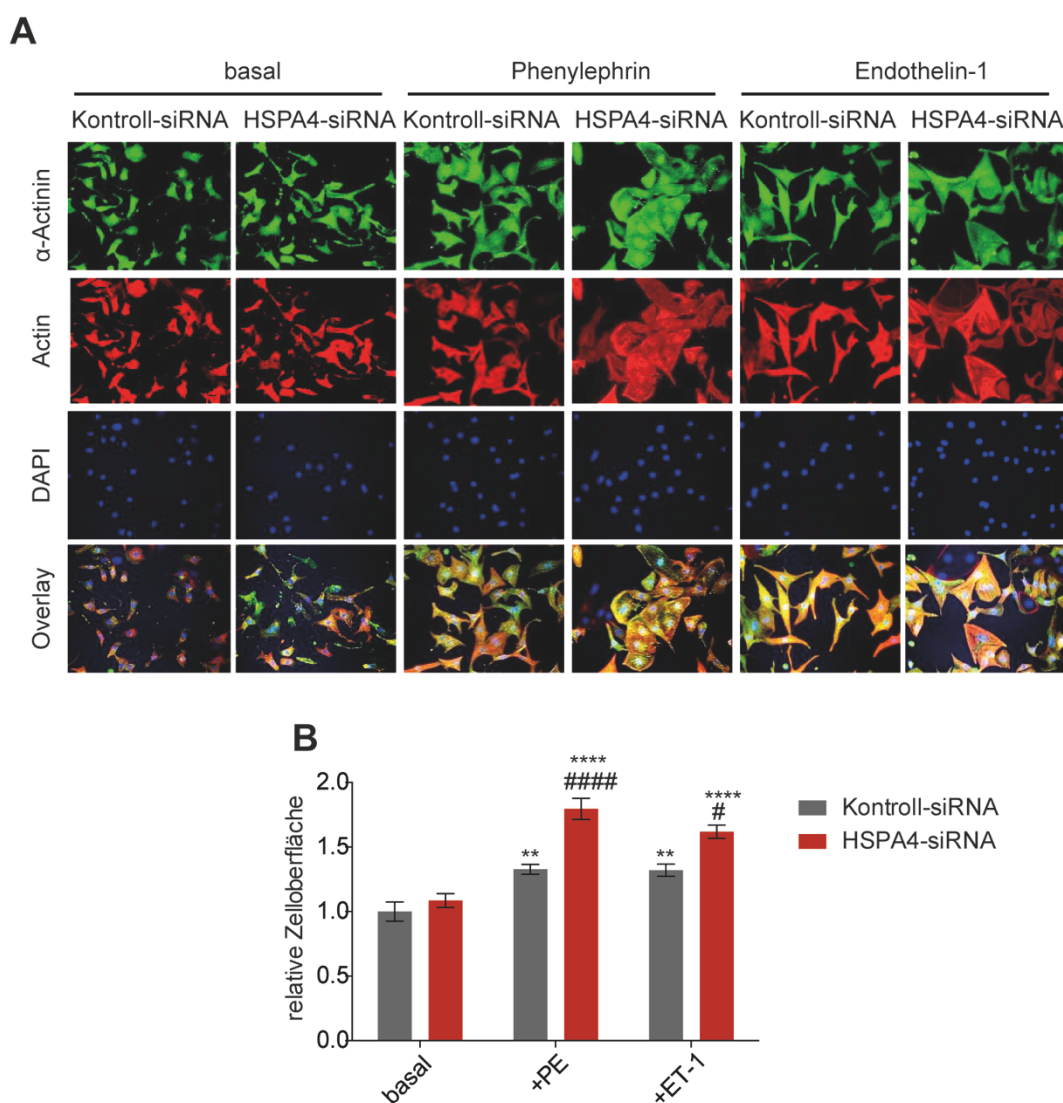 A
basal Phenylephrin Endothelin-1
Kontroll-siRNA HSPA4-siRNA Kontroll-siRNA HSPA4-siRNA Kontroll-siRNA HSPA4-siRNA
α-Actinin
Actin
DAPI
Overlay
B
relative Zelloberfläche
2.0
1.5
1.0
0.5
0.0
**
****
####
**
****
#
basal
+PE
+ET-1
Kontroll-siRNA
HSPA4-siRNA